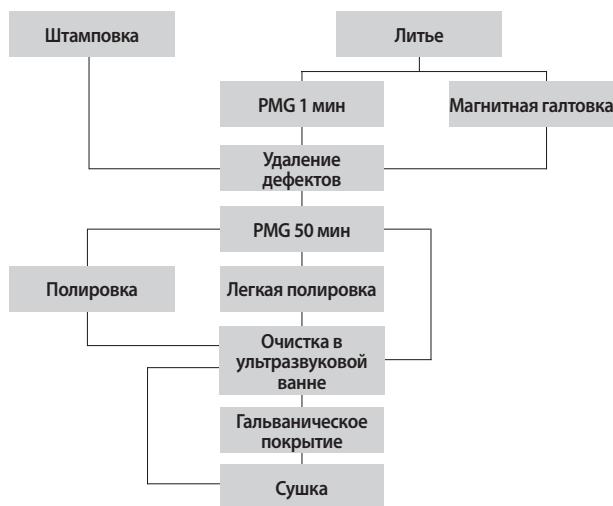 Штамповка
Литье
PMG 1 мин
Магнитная галтовка
Удаление
дефектов
PMG 50 мин
Полировка
Легкая полировка
Очистка в
ультразвуковой
ванне
Гальваническое
покрытие
Сушка